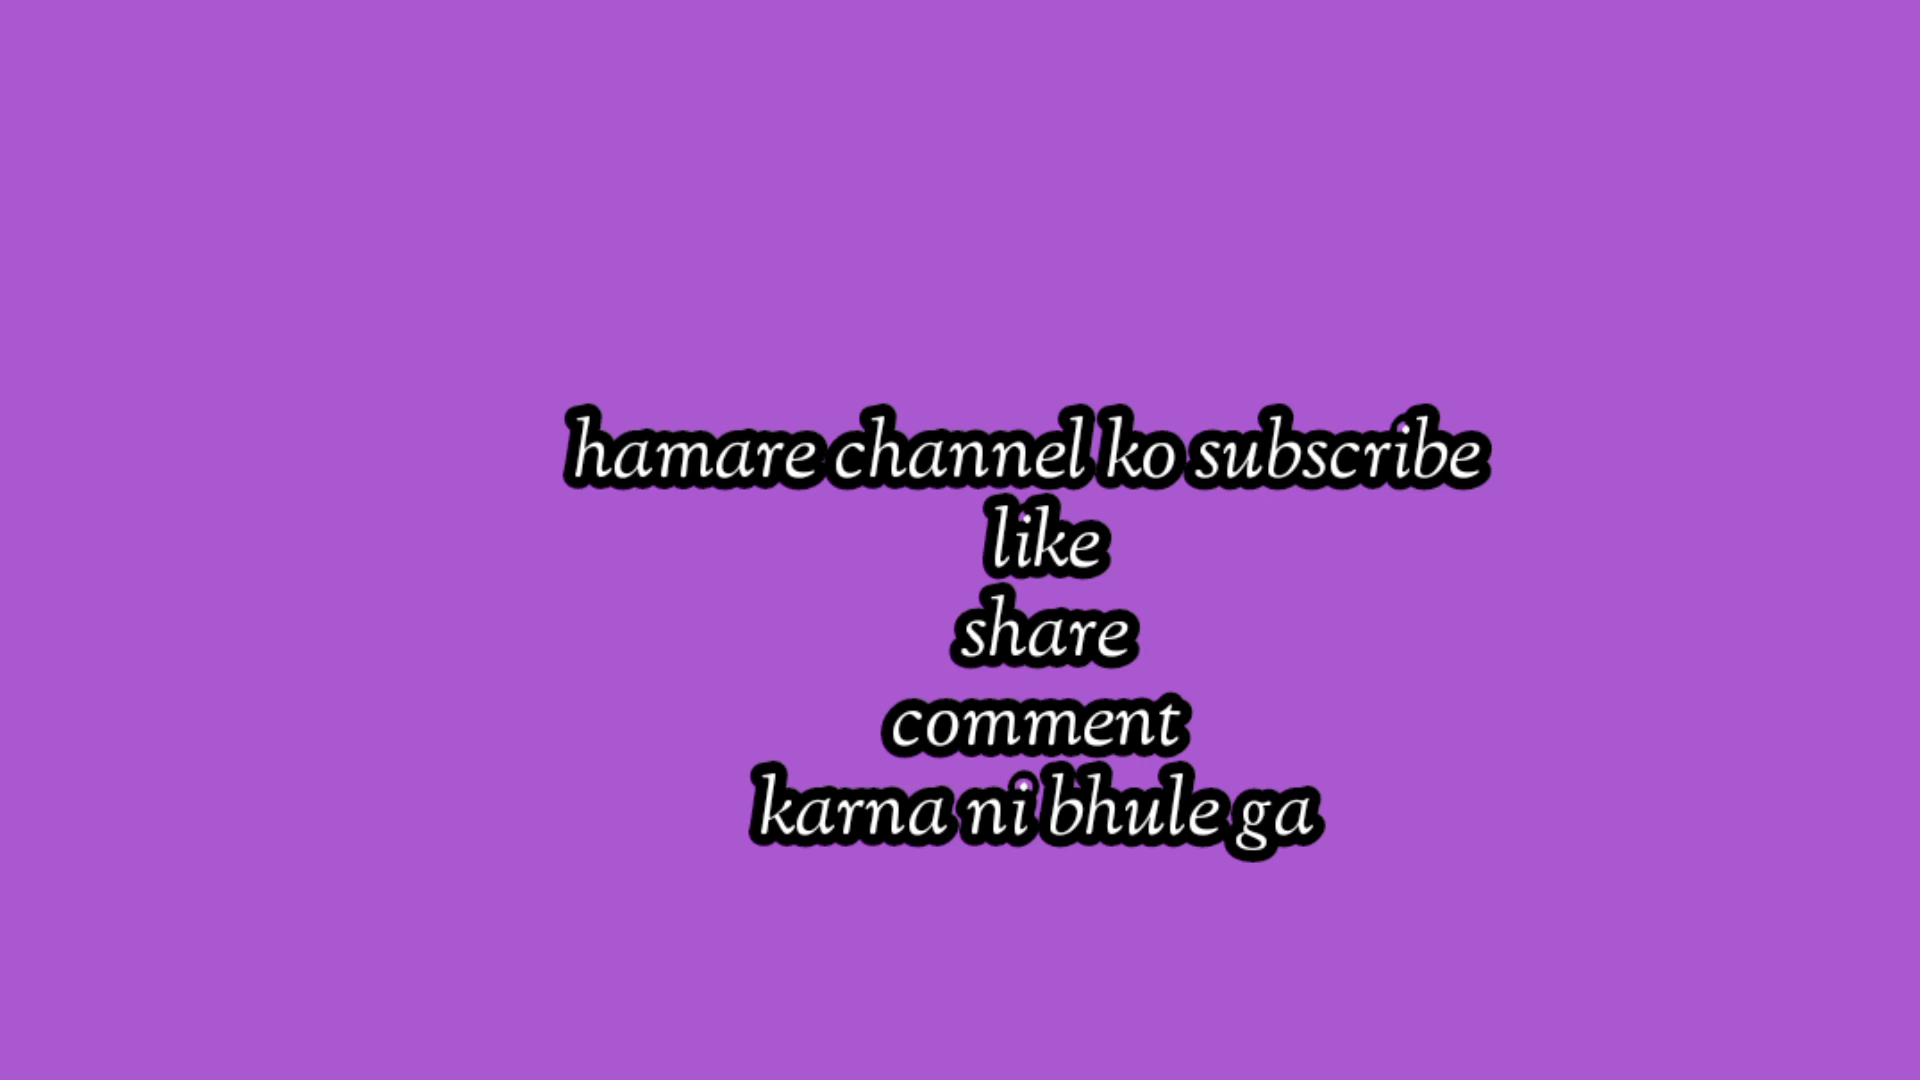 hamare channel ko subscribe
like
share
comment
karna ni bhule ga